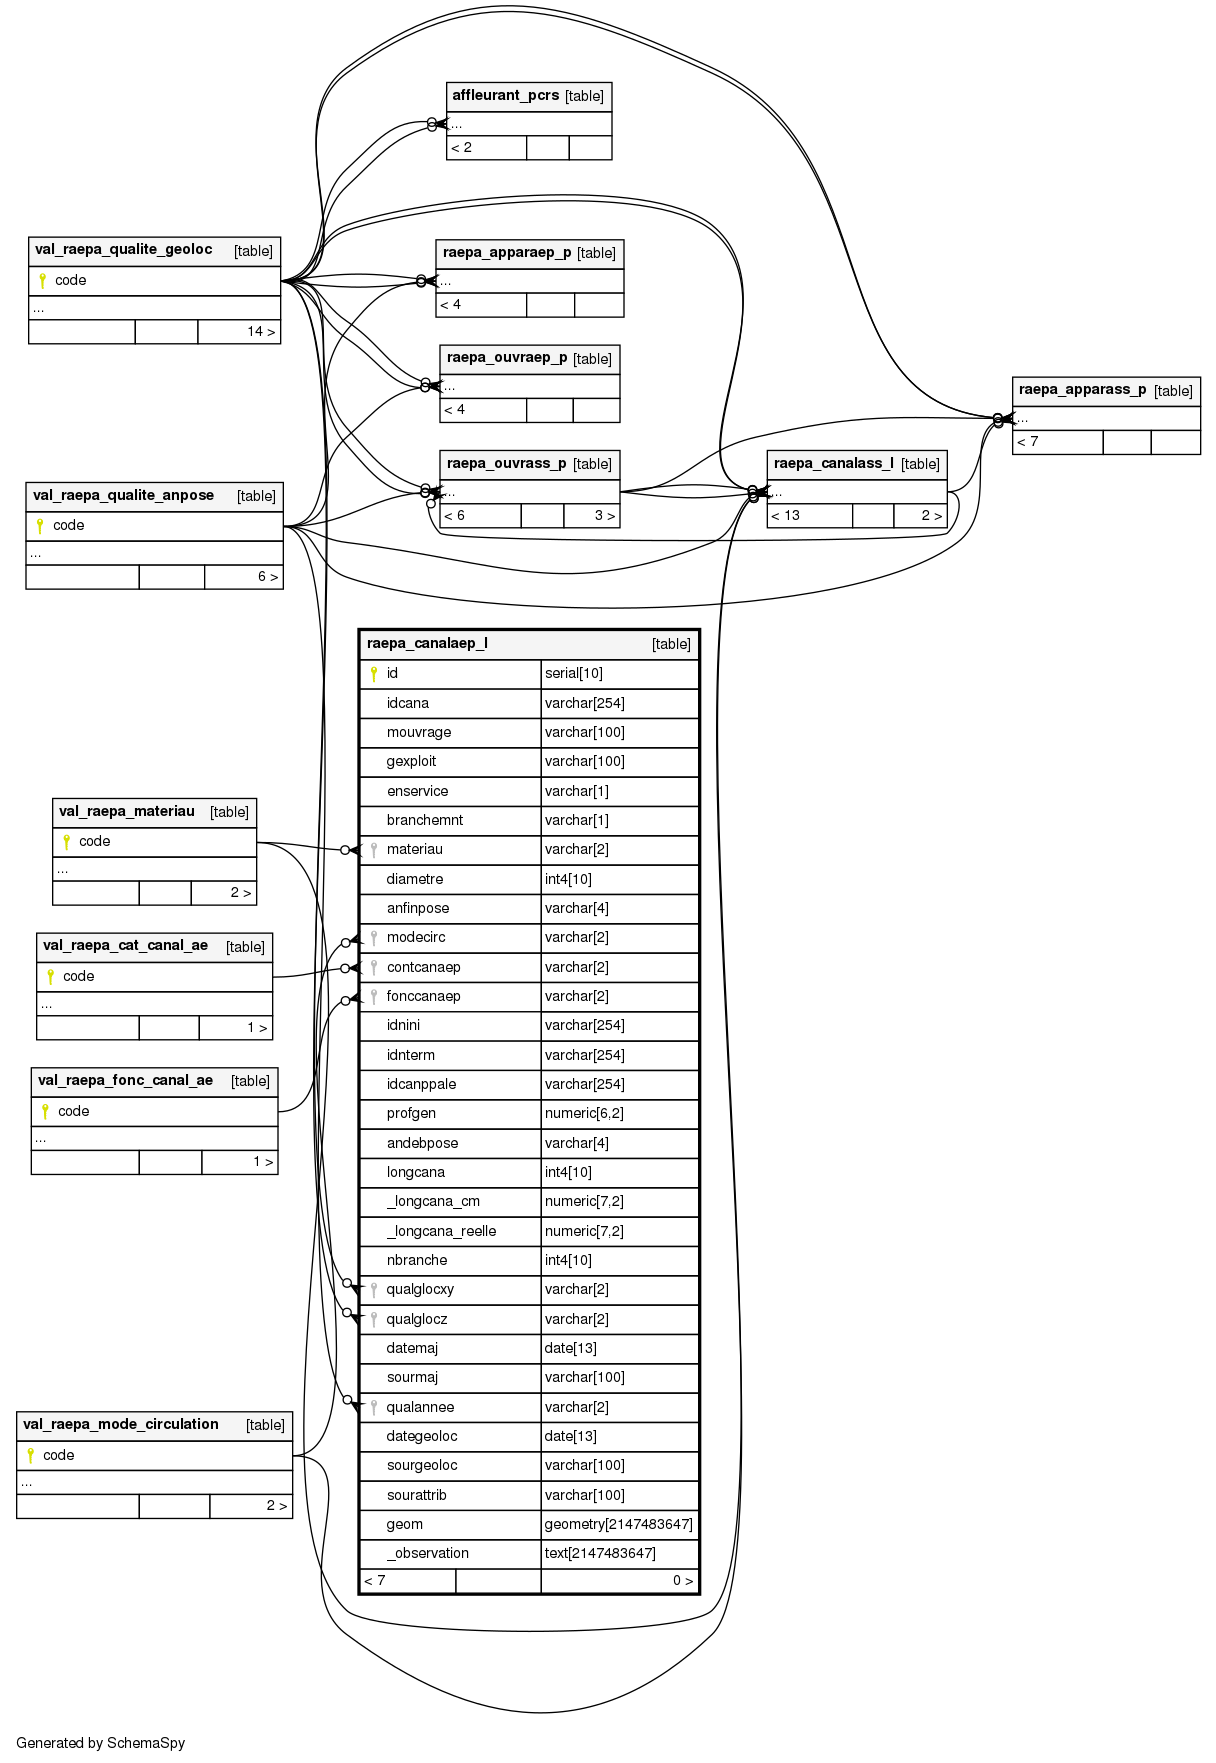 affleurant_pcrs [table]
...
< 2
val_raepa_qualite_geoloc [table]
code
...
14 >
raepa_apparaep_p [table]
...
< 4
raepa_ouvraep_p [table]
...
< 4
raepa_apparass_p [table]
...
< 7
raepa_ouvrass_p [table]
...
< 6 3 >
raepa_canalass_l [table]
...
< 13 2 >
val_raepa_qualite_anpose [table]
code
...
6 >
raepa_canalaep_l [table]
id serial[10]
idcana varchar[254]
mouvrage varchar[100]
gexploit varchar[100]
enservice varchar[1]
branchemnt varchar[1]
materiau varchar[2]
diametre int4[10]
anfinpose varchar[4]
modecirc varchar[2]
contcanaep varchar[2]
fonccanaep varchar[2]
idnini varchar[254]
idnterm varchar[254]
idcanppale varchar[254]
profgen numeric[6,2]
andebpose varchar[4]
longcana int4[10]
_longcana_cm numeric[7,2]
_longcana_reelle numeric[7,2]
nbranche int4[10]
qualglocxy varchar[2]
qualglocz varchar[2]
datemaj date[13]
sourmaj varchar[100]
qualannee varchar[2]
dategeoloc date[13]
sourgeoloc varchar[100]
sourattrib varchar[100]
geom geometry[2147483647]
_observation text[2147483647]
< 7 0 >
val_raepa_materiau [table]
code
...
2 >
val_raepa_cat_canal_ae [table]
code
...
1 >
val_raepa_fonc_canal_ae [table]
code
...
1 >
val_raepa_mode_circulation [table]
code
...
2 >
Generated by SchemaSpy